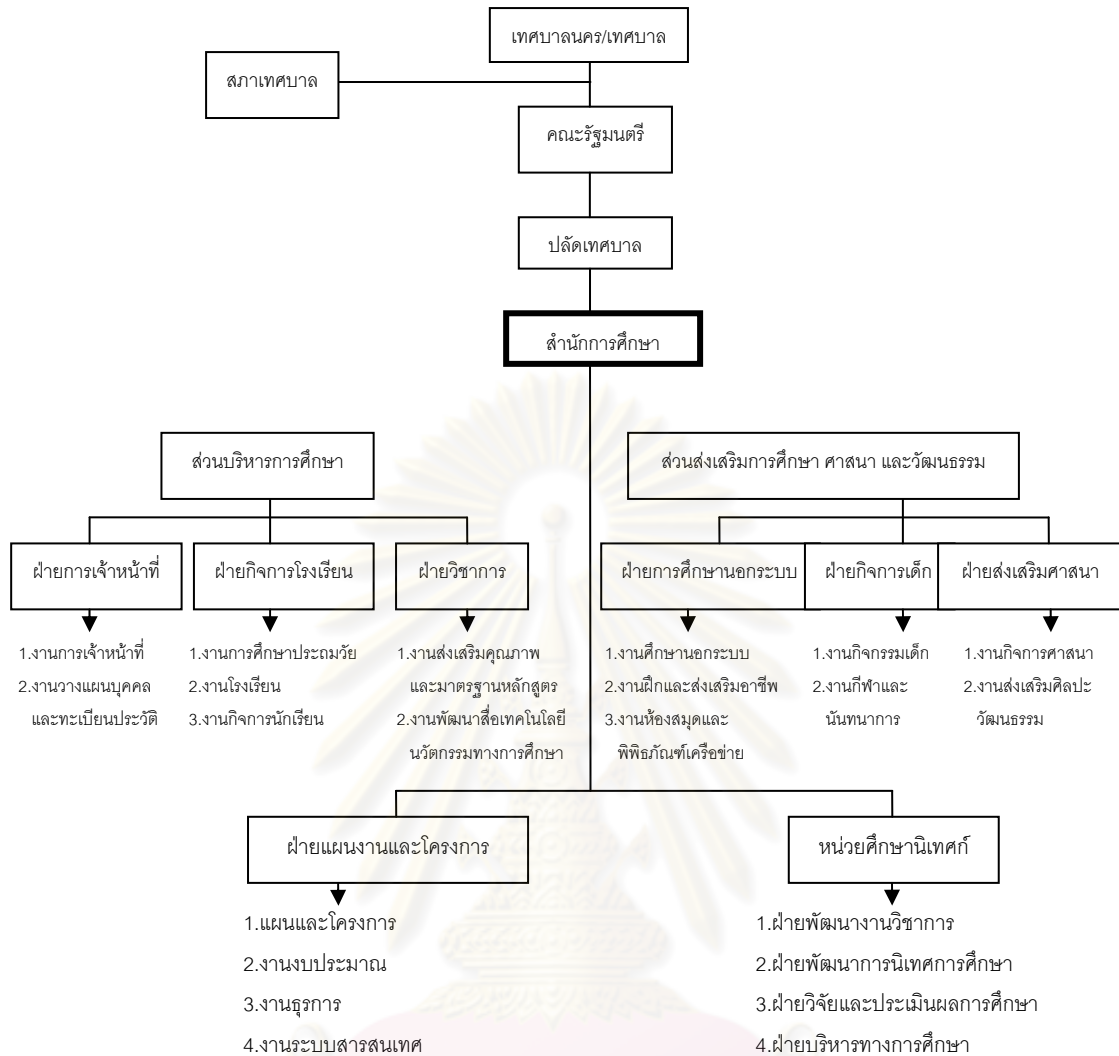 เทศบาลนคร/เทศบาล
สภาเทศบาล
คณะรัฐมนตรี
ปลัดเทศบาล
สำนักการศึกษา
ส่วนบริหารการศึกษา
ส่วนส่งเสริมการศึกษา ศาสนา และวัฒนธรรม
ฝ่ายการเจ้าหน้าที่
ฝ่ายกิจการโรงเรียน
ฝ่ายวิชาการ
ฝ่ายการศึกษานอกระบบ
ฝ่ายกิจการเด็ก
ฝ่ายส่งเสริมศาสนา
1.งานการเจ้าหน้าที่
2.งานวางแผนบุคคล
และทะเบียนประวัติ
1.งานการศึกษาประถมวัย
2.งานโรงเรียน
3.งานกิจการนักเรียน
1.งานส่งเสริมคุณภาพ
และมาตรฐานหลักสูตร
2.งานพัฒนาสื่อเทคโนโลยี
นวัตกรรมทางการศึกษา
1.งานศึกษานอกระบบ
2.งานฝึกและส่งเสริมอาชีพ
3.งานห้องสมุดและ
พิพิธภัณฑ์เครือข่าย
1.งานกิจกรรมเด็ก
2.งานกีฬาและ
นันทนาการ
1.งานกิจการศาสนา
2.งานส่งเสริมศิลปะ
วัฒนธรรม
ฝ่ายแผนงานและโครงการ
หน่วยศึกษานิเทศก์
1.แผนและโครงการ
2.งานงบประมาณ
3.งานธุรการ
4.งานระบบสารสนเทศ
1.ฝ่ายพัฒนางานวิชาการ
2.ฝ่ายพัฒนาการนิเทศการศึกษา
3.ฝ่ายวิจัยและประเมินผลการศึกษา
4.ฝ่ายบริหารทางการศึกษา